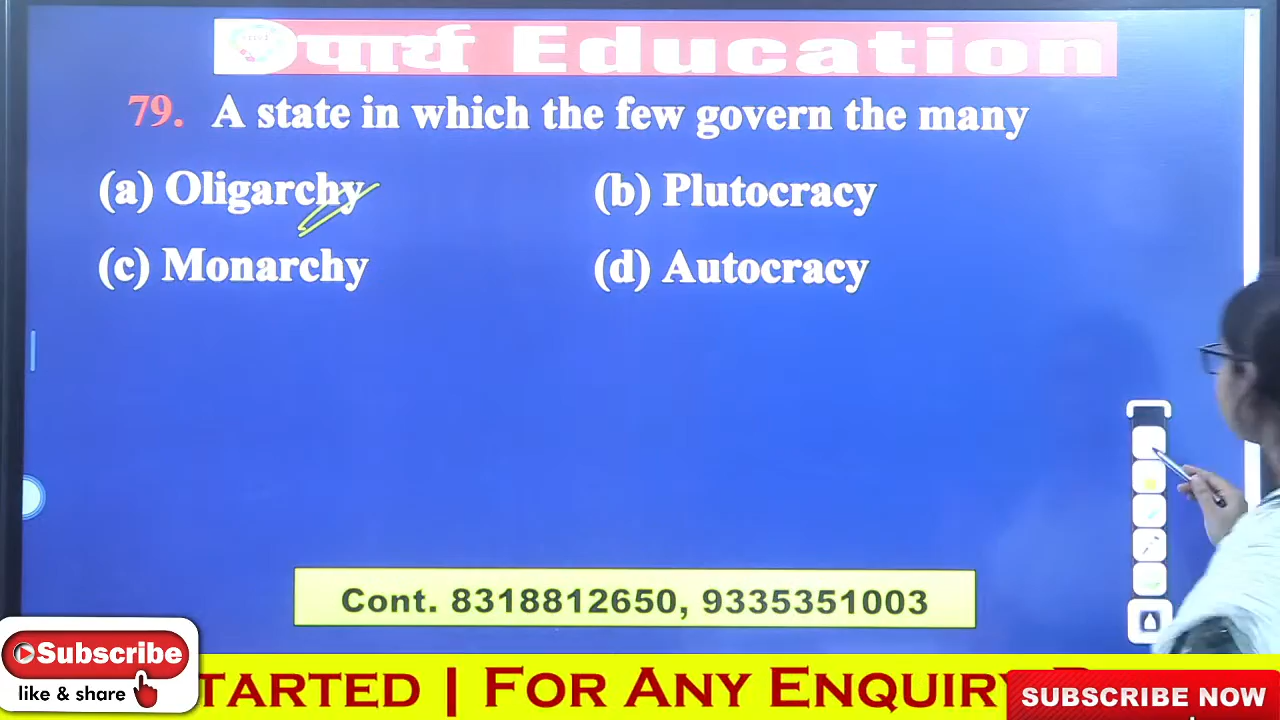 पार्थ Education
79. A state in which the few govern the many
(a) Oligarchy (b) Plutocracy
(c) Monarchy (d) Autocracy
Cont. 8318812650, 9335351003
Subscribe
like & share
TARTED | FOR ANY ENQUIRY
SUBSCRIBE NOW